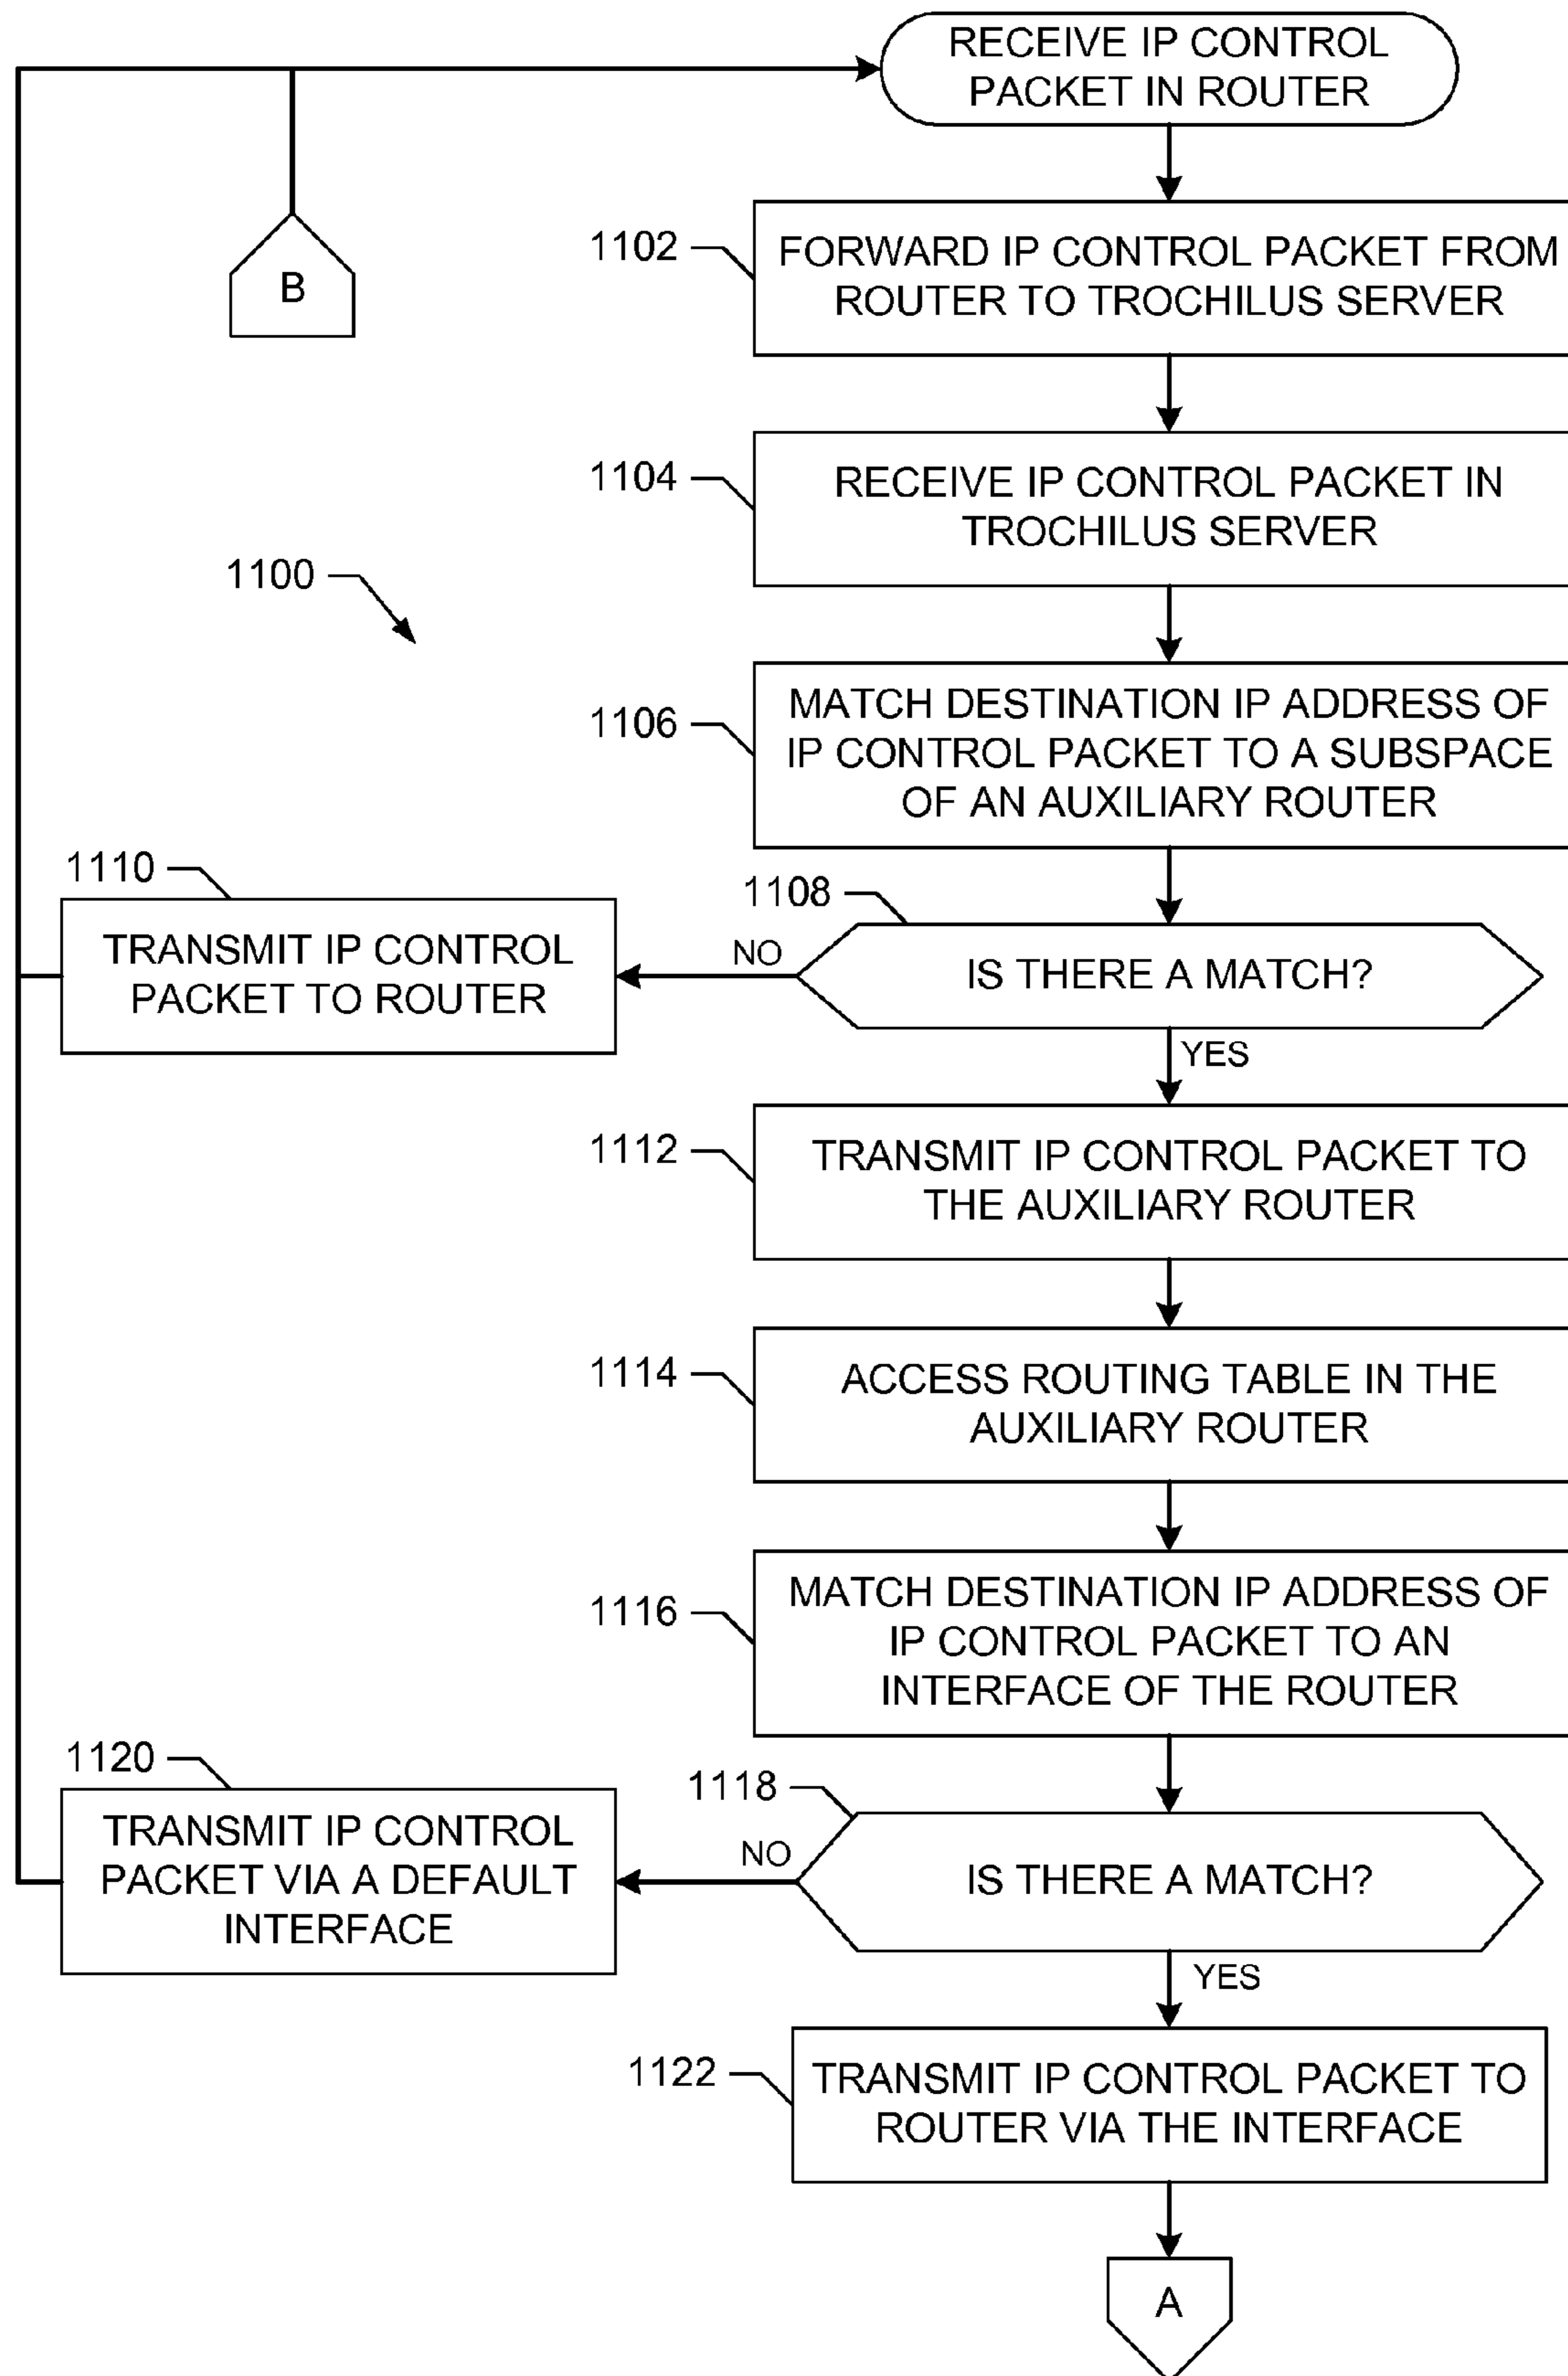 RECEIVE IP CONTROL
PACKET IN ROUTER
B
1102
FORWARD IP CONTROL PACKET FROM
ROUTER TO TROCHILUS SERVER
1104
RECEIVE IP CONTROL PACKET IN
TROCHILUS SERVER
1100
1106
MATCH DESTINATION IP ADDRESS OF
IP CONTROL PACKET TO A SUBSPACE
OF AN AUXILIARY ROUTER
1110
TRANSMIT IP CONTROL
PACKET TO ROUTER
1108
NO
IS THERE A MATCH?
YES
1112
TRANSMIT IP CONTROL PACKET TO
THE AUXILIARY ROUTER
1114
ACCESS ROUTING TABLE IN THE
AUXILIARY ROUTER
1116
MATCH DESTINATION IP ADDRESS OF
IP CONTROL PACKET TO AN
INTERFACE OF THE ROUTER
1120
TRANSMIT IP CONTROL
PACKET VIA A DEFAULT
INTERFACE
1118
NO
IS THERE A MATCH?
YES
1122
TRANSMIT IP CONTROL PACKET TO
ROUTER VIA THE INTERFACE
A